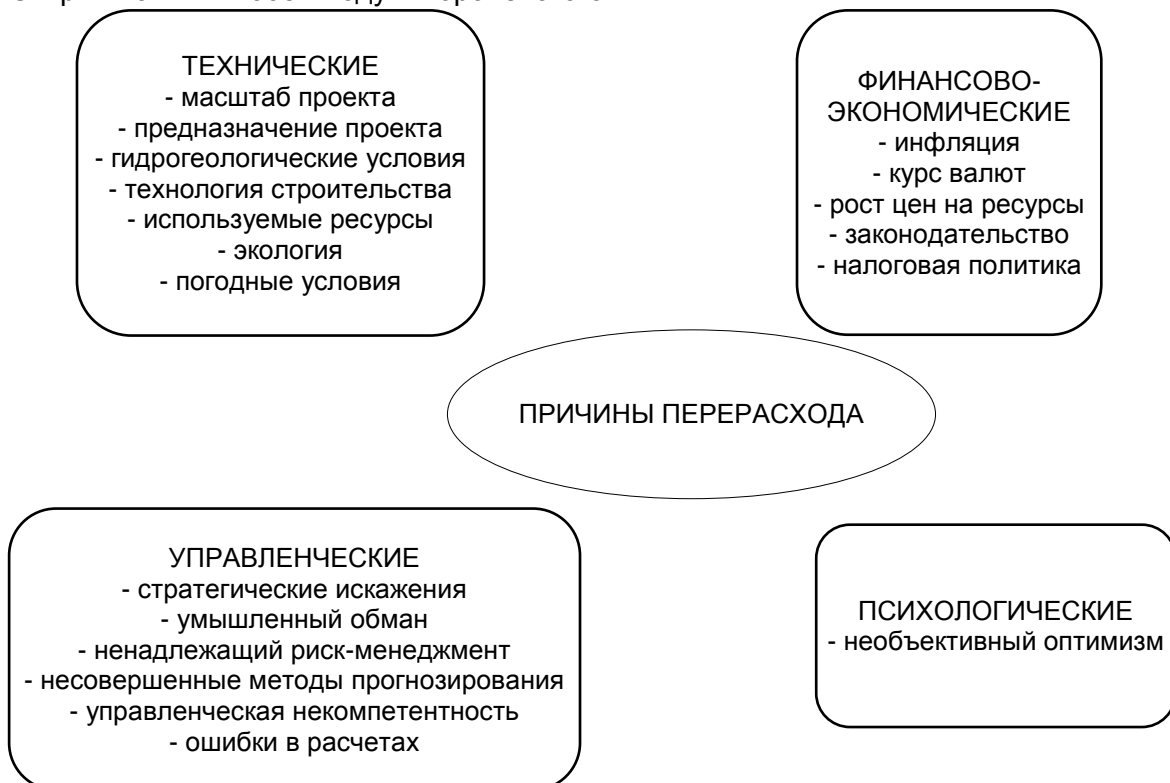 ТЕХНИЧЕСКИЕ
- масштаб проекта
- предназначение проекта
- гидрогеологические условия
- технология строительства
- используемые ресурсы
- экология
- погодные условия
ФИНАНСОВО-
ЭКОНОМИЧЕСКИЕ
- инфляция
- курс валют
- рост цен на ресурсы
- законодательство
- налоговая политика
ПРИЧИНЫ ПЕРЕРАСХОДА
УПРАВЛЕНЧЕСКИЕ
- стратегические искажения
- умышленный обман
- ненадлежащий риск-менеджмент
- несовершенные методы прогнозирования
- управленческая некомпетентность
- ошибки в расчетах
ПСИХОЛОГИЧЕСКИЕ
- необъективный оптимизм